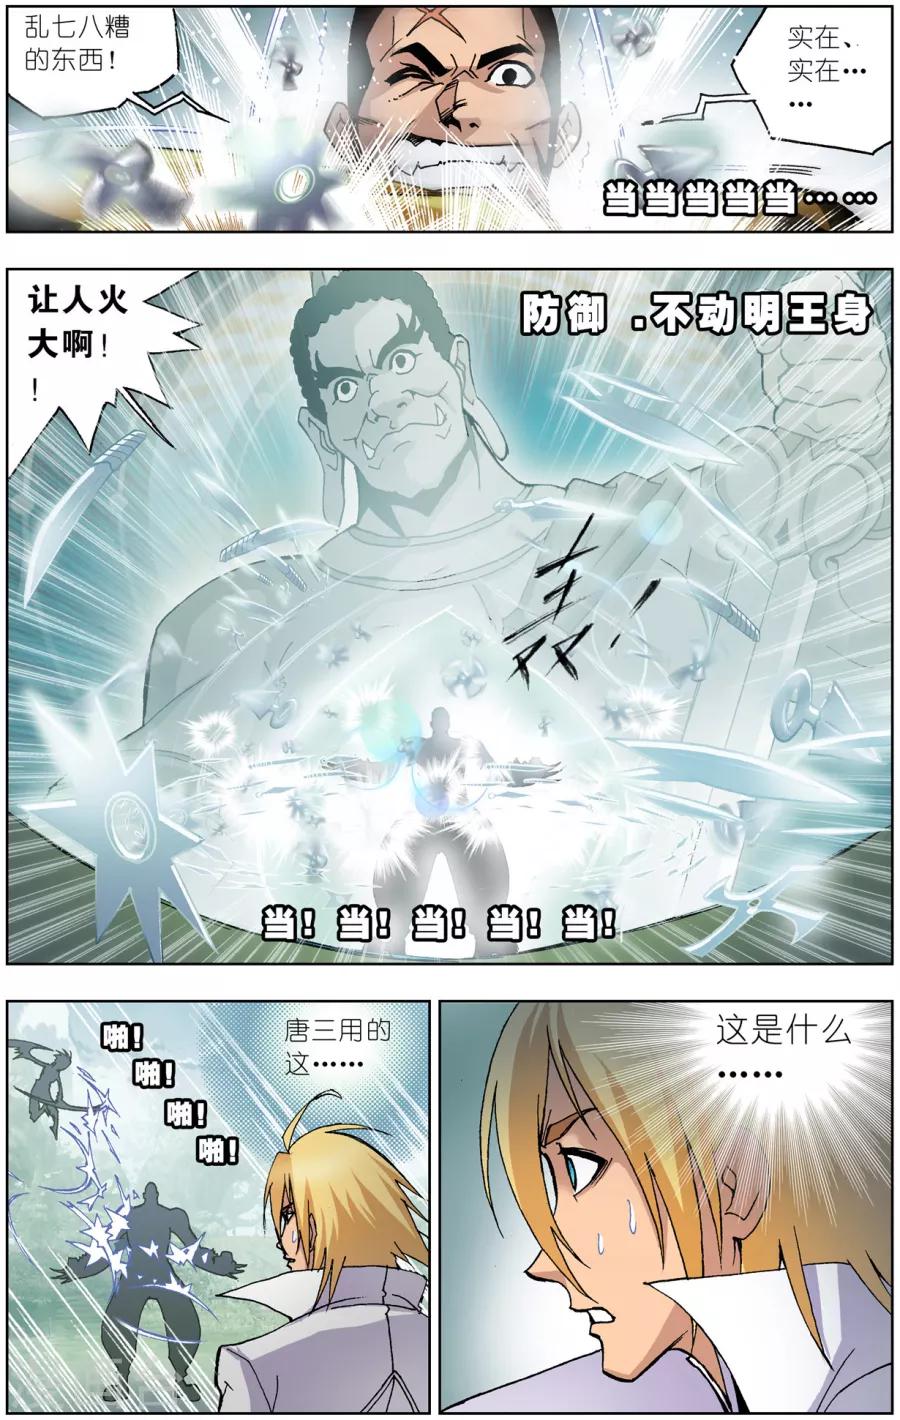 乱七八糟
的东西！
实在、
实在……
……
当当当当当……
让人火
大啊！
！
防御.不动明王身
轰！
当！当！当！当！当！
啪！
啪！
啪！
啪！
唐三用的
这……
这是什么
……